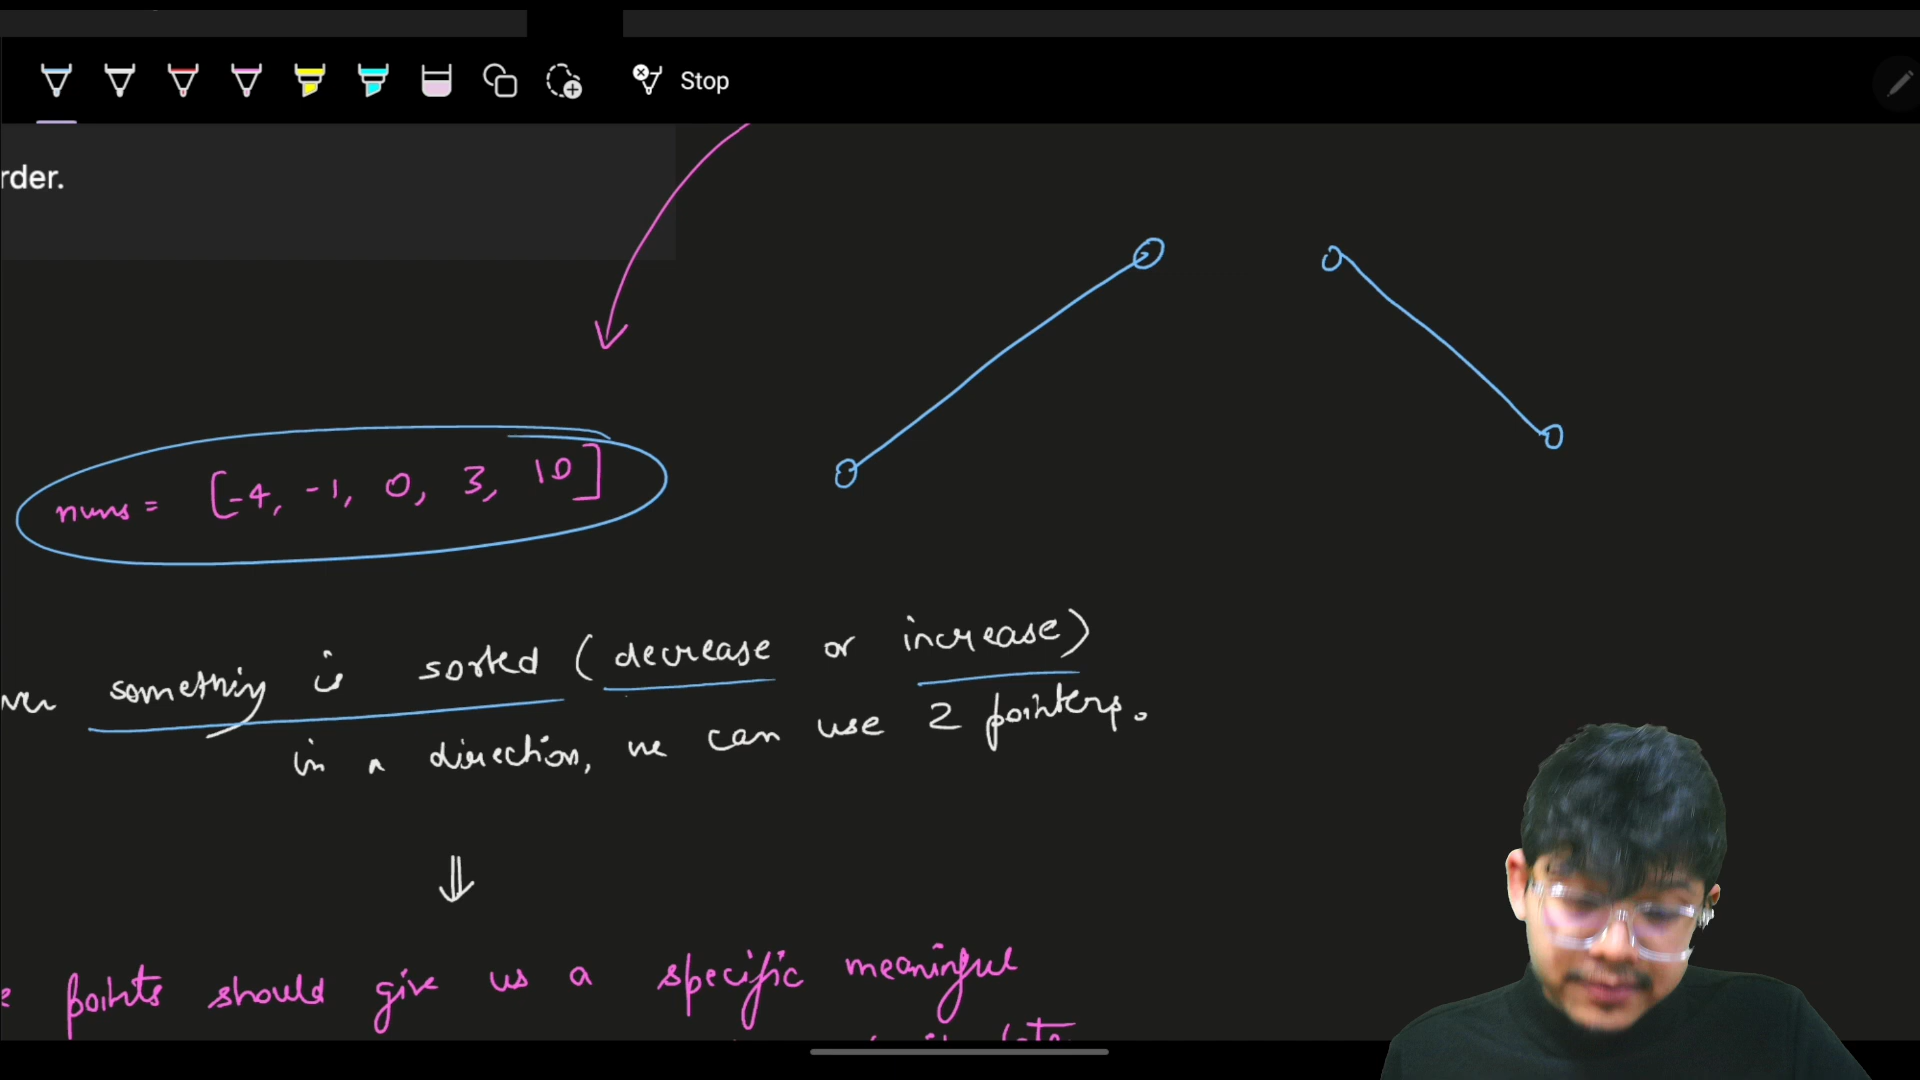 Stop
rder.
nums = [-4, -1, 0, 3, 10]
something is sorted (decrease or increase)
in a direction, we can use 2 pointers.
points should give us a specific meaningful